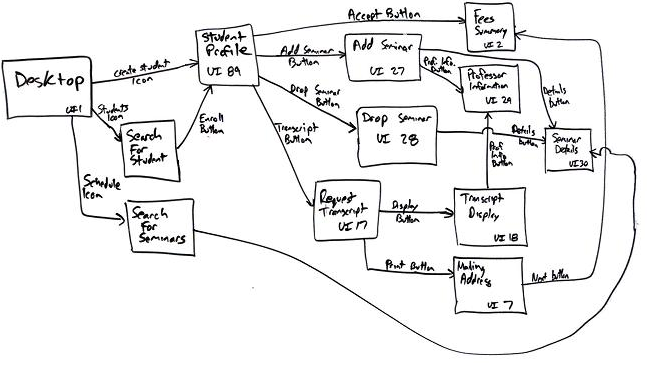 Desktop
UI 1
create student
Icon
Students
Icon
Search
For
Student
Schedule
Icon
Search
For
Seminars
Enroll
Button
Student
Profile
UI 89
Accept Button
Fees
Summary
UI 2
Add Seminar
Button
Add Seminar
UI 27
Prof. Info.
Button
Professor
Information
UI 29
Details
button
Drop Seminar
Button
Drop Seminar
UI 28
Details
button
Seminar
Details
UI 30
Transcript
Button
Request
Transcript
UI 17
Display
Button
Prof
Info
Button
Transcript
Display
UI 18
Print Button
Mailing
Address
UI 7
Next button